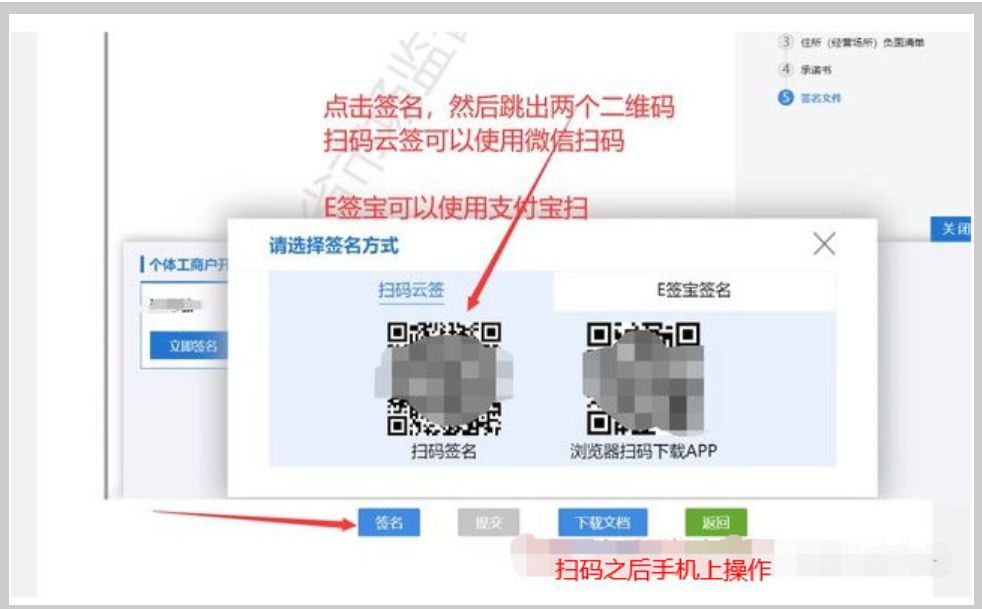 ③ 住所（经营场所）负面清单
④ 承诺书
⑤ 签名文件
点击签名，然后跳出两个二维码
扫码云签可以使用微信扫码
E签宝可以使用支付宝扫
省市场监
关闭
请选择签名方式
个体工商户开
扫码云签
E签宝签名
立即签名
扫码签名
浏览器扫码下载APP
签名
提交
下载文档
返回
扫码之后手机上操作